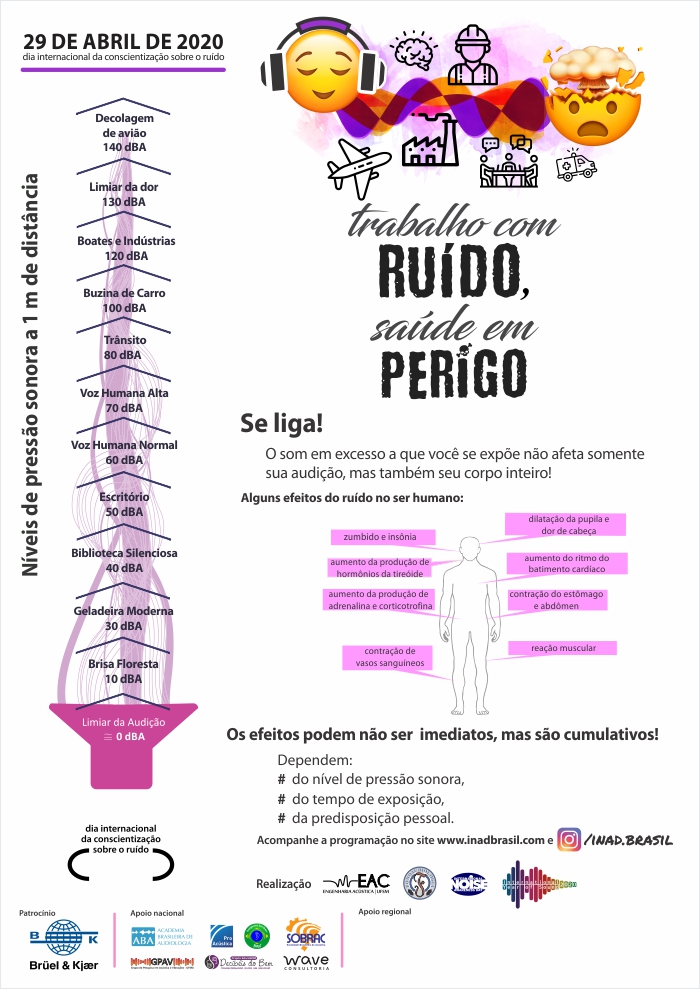 29 DE ABRIL DE 2020
dia internacional da conscientização sobre o ruído
Níveis de pressão sonora a 1 m de distância
Decolagem
de avião
140 dBA
Limiar da dor
130 dBA
Boates e Indústrias
120 dBA
Buzina de Carro
100 dBA
Trânsito
80 dBA
Voz Humana Alta
70 dBA
Voz Humana Normal
60 dBA
Escritório
50 dBA
Biblioteca Silenciosa
40 dBA
Geladeira Moderna
30 dBA
Brisa Floresta
10 dBA
Limiar da Audição
≅ 0 dBA
trabalho com
RUÍDO,
saúde em
PERIGO
Se liga!
O som em excesso a que você se expõe não afeta somente
sua audição, mas também seu corpo inteiro!
Alguns efeitos do ruído no ser humano:
zumbido e insônia
aumento da produção de
hormônios da tireóide
aumento da produção de
adrenalina e corticotrofina
contração de
vasos sanguíneos
dilatação da pupila e
dor de cabeça
aumento do ritmo do
batimento cardíaco
contração do estômago
e abdômen
reação muscular
Os efeitos podem não ser imediatos, mas são cumulativos!
Dependem:
# do nível de pressão sonora,
# do tempo de exposição,
# da predisposição pessoal.
Acompanhe a programação no site www.inadbrasil.com e /INAD.BRASIL
dia internacional
da conscientização
sobre o ruído
Realização
EAC
ENGENHARIA ACÚSTICA | UFSM
NOISE
Patrocínio
B K
Brüel & Kjær
Apoio nacional
ABA
ACADEMIA
BRASILEIRA DE
AUDIOLOGIA
Pro
Acústica
SOBRAC
GPAV
Decibéis do Bem
wave
CONSULTORIA
Apoio regional